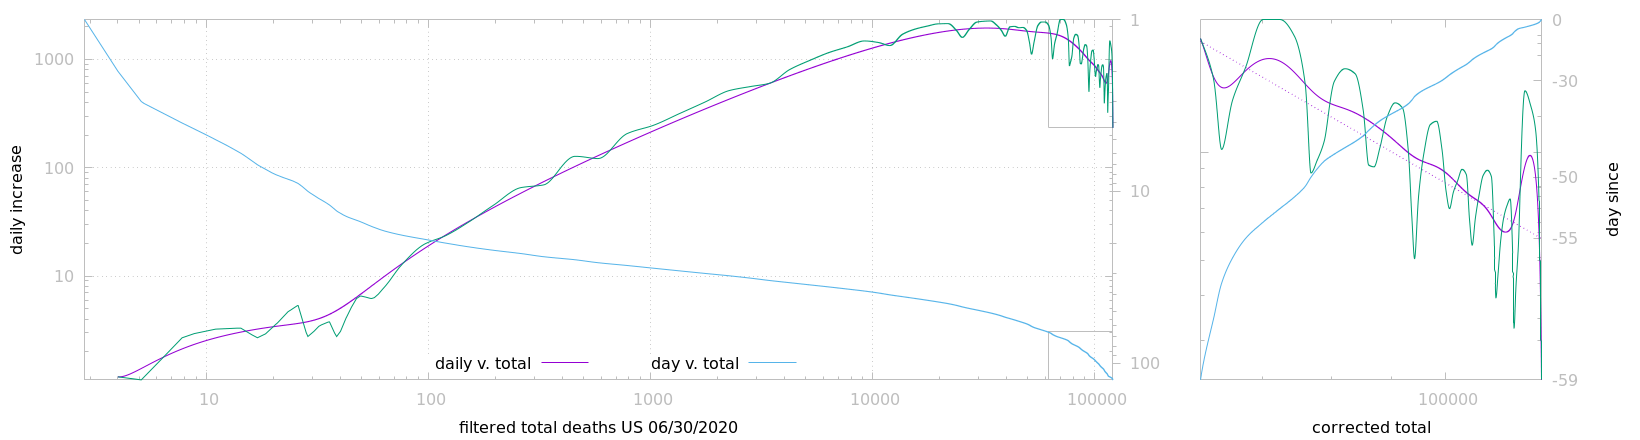 daily increase
1000
100
10
10
100
1000
10000
100000
1
10
100
daily v. total
day v. total
filtered total deaths US 06/30/2020
0
-30
-50
-55
-59
day since
100000
corrected total